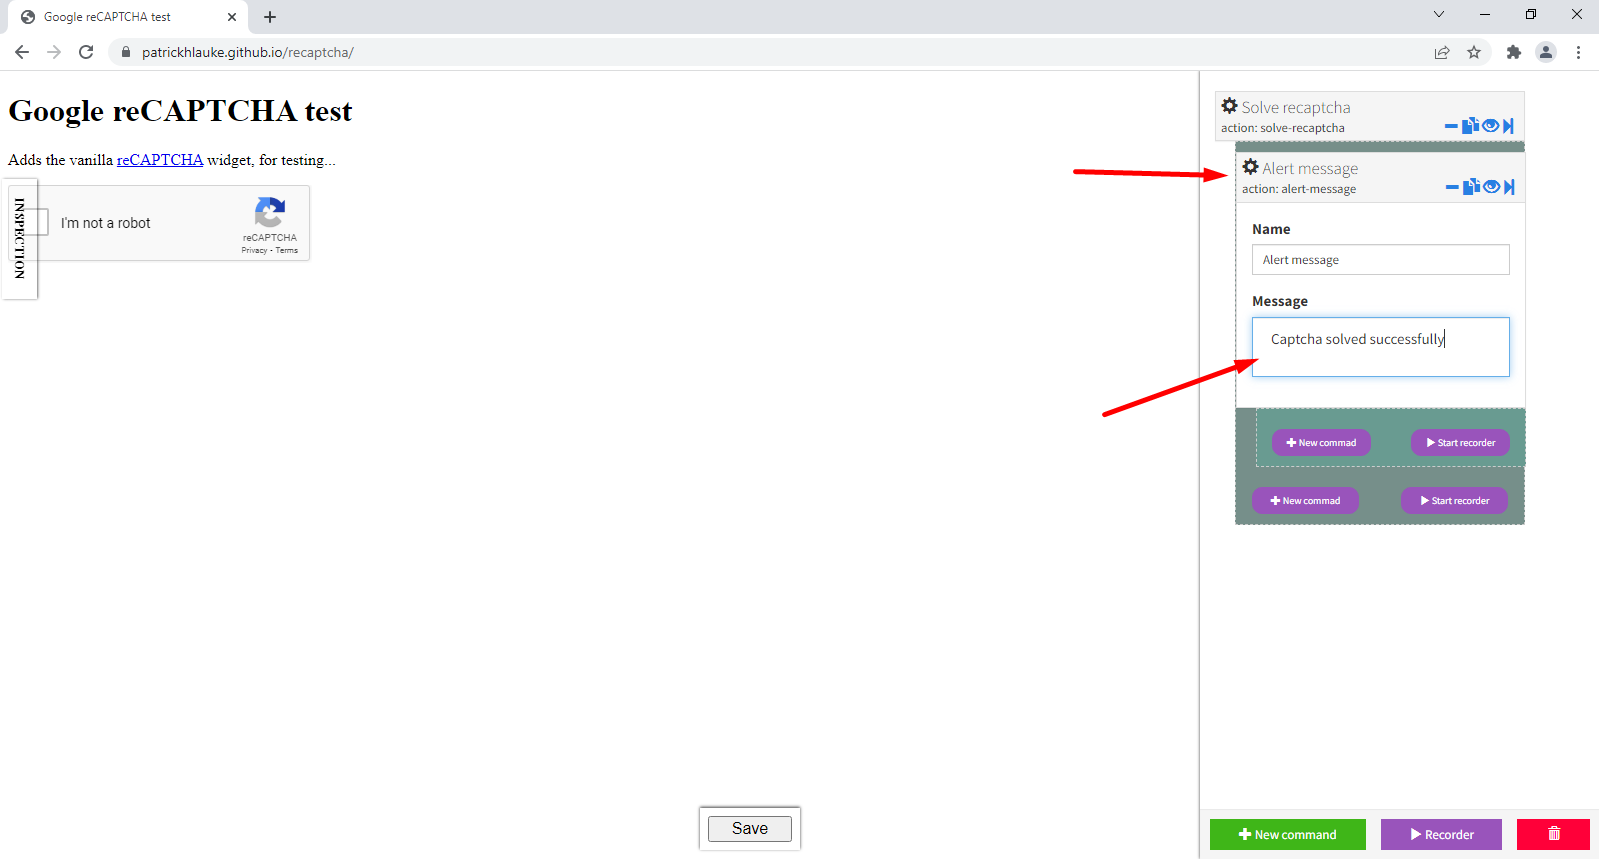 Google reCAPTCHA test
patrickhlauke.github.io/recaptcha/
Google reCAPTCHA test
Adds the vanilla reCAPTCHA widget, for testing...
INSPECTION
I'm not a robot
reCAPTCHA
Privacy - Terms
Save
Solve recaptcha
action: solve-recaptcha
Alert message
action: alert-message
Name
Alert message
Message
Captcha solved successfully
New commad
Start recorder
New commad
Start recorder
New command
Recorder